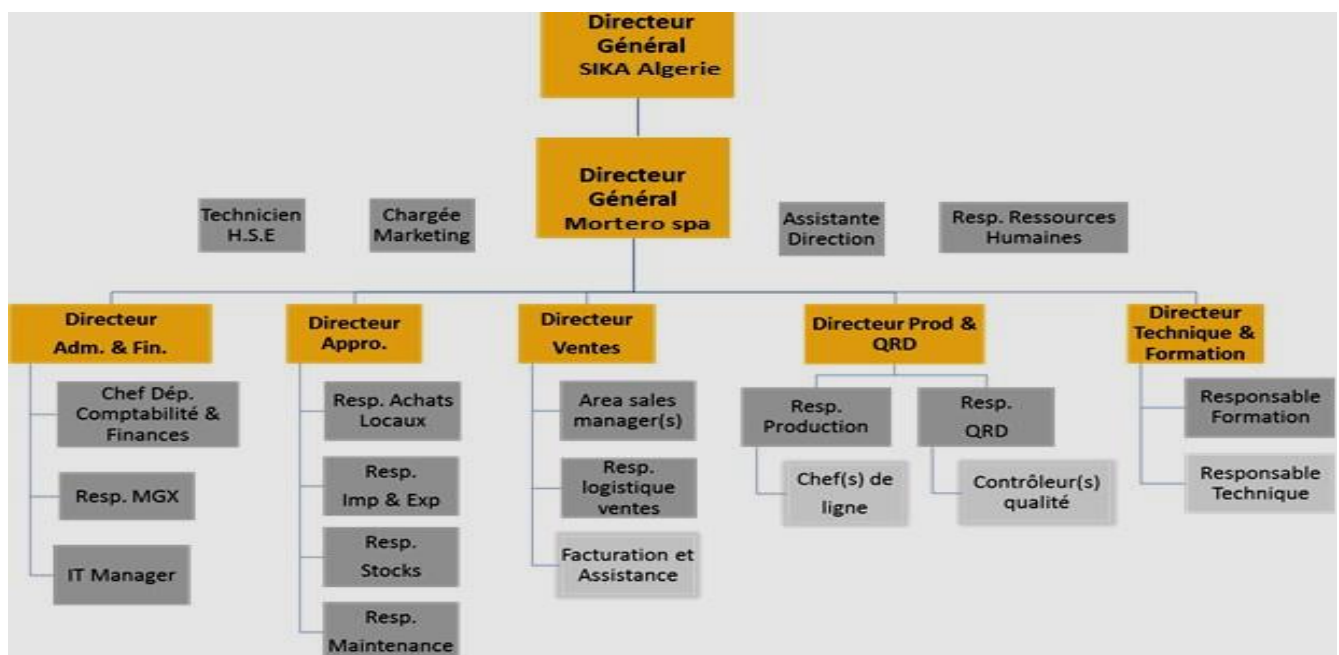 Directeur
Général
SIKA Algerie
Directeur
Général
Mortero spa
Technicien
H.S.E
Chargée
Marketing
Assistante
Direction
Resp. Ressources
Humaines
Directeur
Adm. & Fin.
Directeur
Appro.
Directeur
Ventes
Directeur Prod &
QRD
Directeur
Technique &
Formation
Chef Dép.
Comptabilité &
Finances
Resp. MGX
IT Manager
Resp. Achats
Locaux
Resp.
Imp & Exp
Resp.
Stocks
Resp.
Maintenance
Area sales
manager(s)
Resp.
logistique
ventes
Facturation et
Assistance
Resp.
Production
Chef(s) de
ligne
Resp.
QRD
Contrôleur(s)
qualité
Responsable
Formation
Responsable
Technique